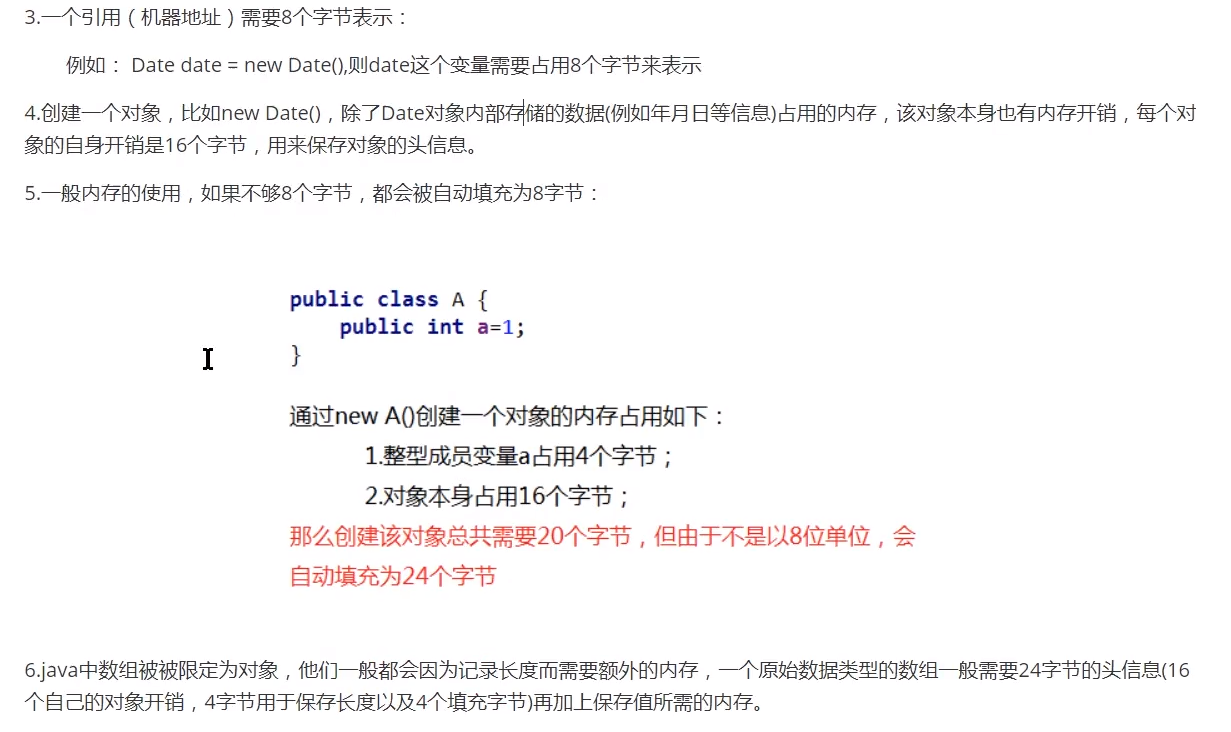 3.一个引用（机器地址）需要8个字节表示：
例如： Date date = new Date(),则date这个变量需要占用8个字节来表示
4.创建一个对象，比如new Date()，除了Date对象内部存储的数据(例如年月日等信息)占用的内存，该对象本身也有内存开销，每个对
象的自身开销是16个字节，用来保存对象的头信息。
5.一般内存的使用，如果不够8个字节，都会被自动填充为8字节：
public class A {
public int a=1;
}
通过new A()创建一个对象的内存占用如下：
1.整型成员变量a占用4个字节；
2.对象本身占用16个字节；
那么创建该对象总共需要20个字节，但由于不是以8位单位，会
自动填充为24个字节
6.java中数组被被限定为对象，他们一般都会因为记录长度而需要额外的内存，一个原始数据类型的数组一般需要24字节的头信息(16
个自己的对象开销，4字节用于保存长度以及4个填充字节)再加上保存值所需的内存。